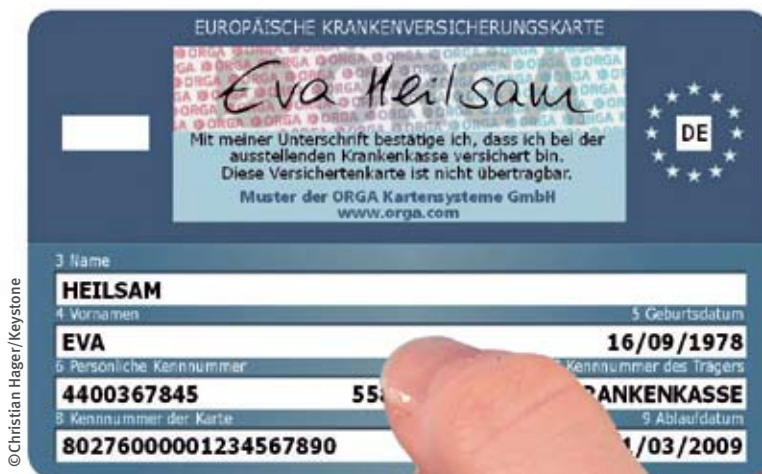 EUROPÄISCHE KRANKENVERSICHERUNGSKARTE
Eva Heilsam
Mit meiner Unterschrift bestätige ich, dass ich bei der
ausstellenden Krankenkasse versichert bin.
Diese Versichertenkarte ist nicht übertragbar.
Muster der ORGA Kartensysteme GmbH
www.orga.com
DE
3 Name
HEILSAM
4 Vornamen 5 Geburtsdatum
EVA 16/09/1978
6 Persönliche Kennnummer Kennnummer des Trägers
4400367845
8 Kennnummer der Karte 9 Ablaufdatum
80276000001234567890 /03/2009
©Christian Hager/Keystone